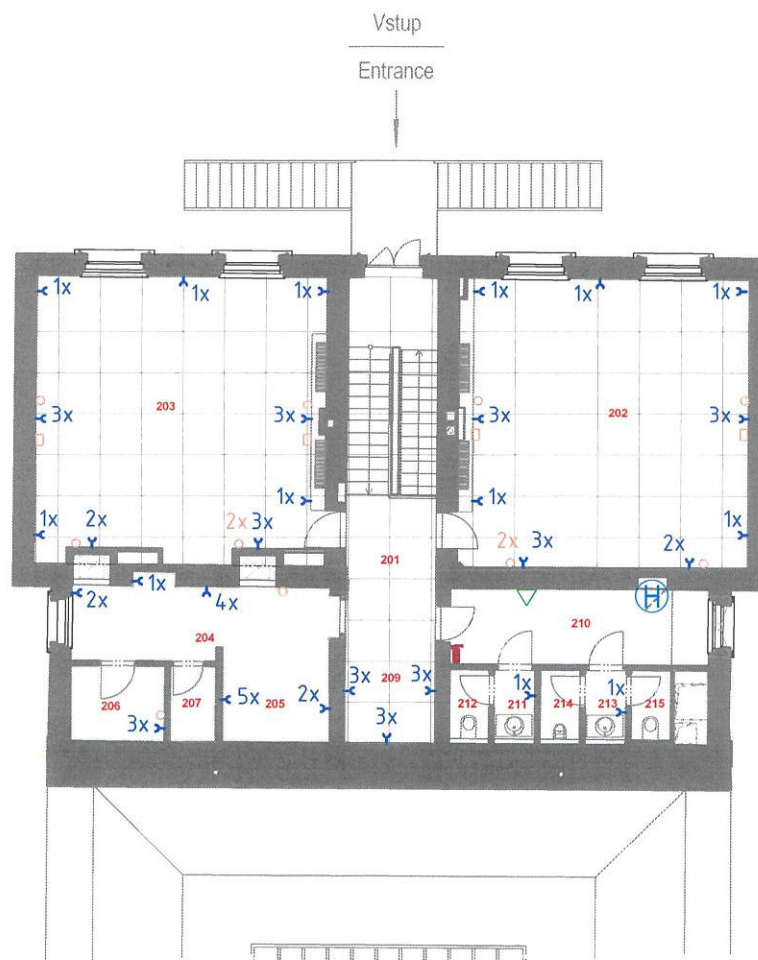 Vstup
Entrance
1x 1x 1x 1x 1x 1x
203 202
3x 3x 3x 3x
1x 1x
1x 2x 2x 3x 2x 3x 2x 1x
201
2x 1x 4x H
204 210
206 207 5x 205 2x 3x 209 3x 212 1x 211 214 1x 213 215
3x 3x